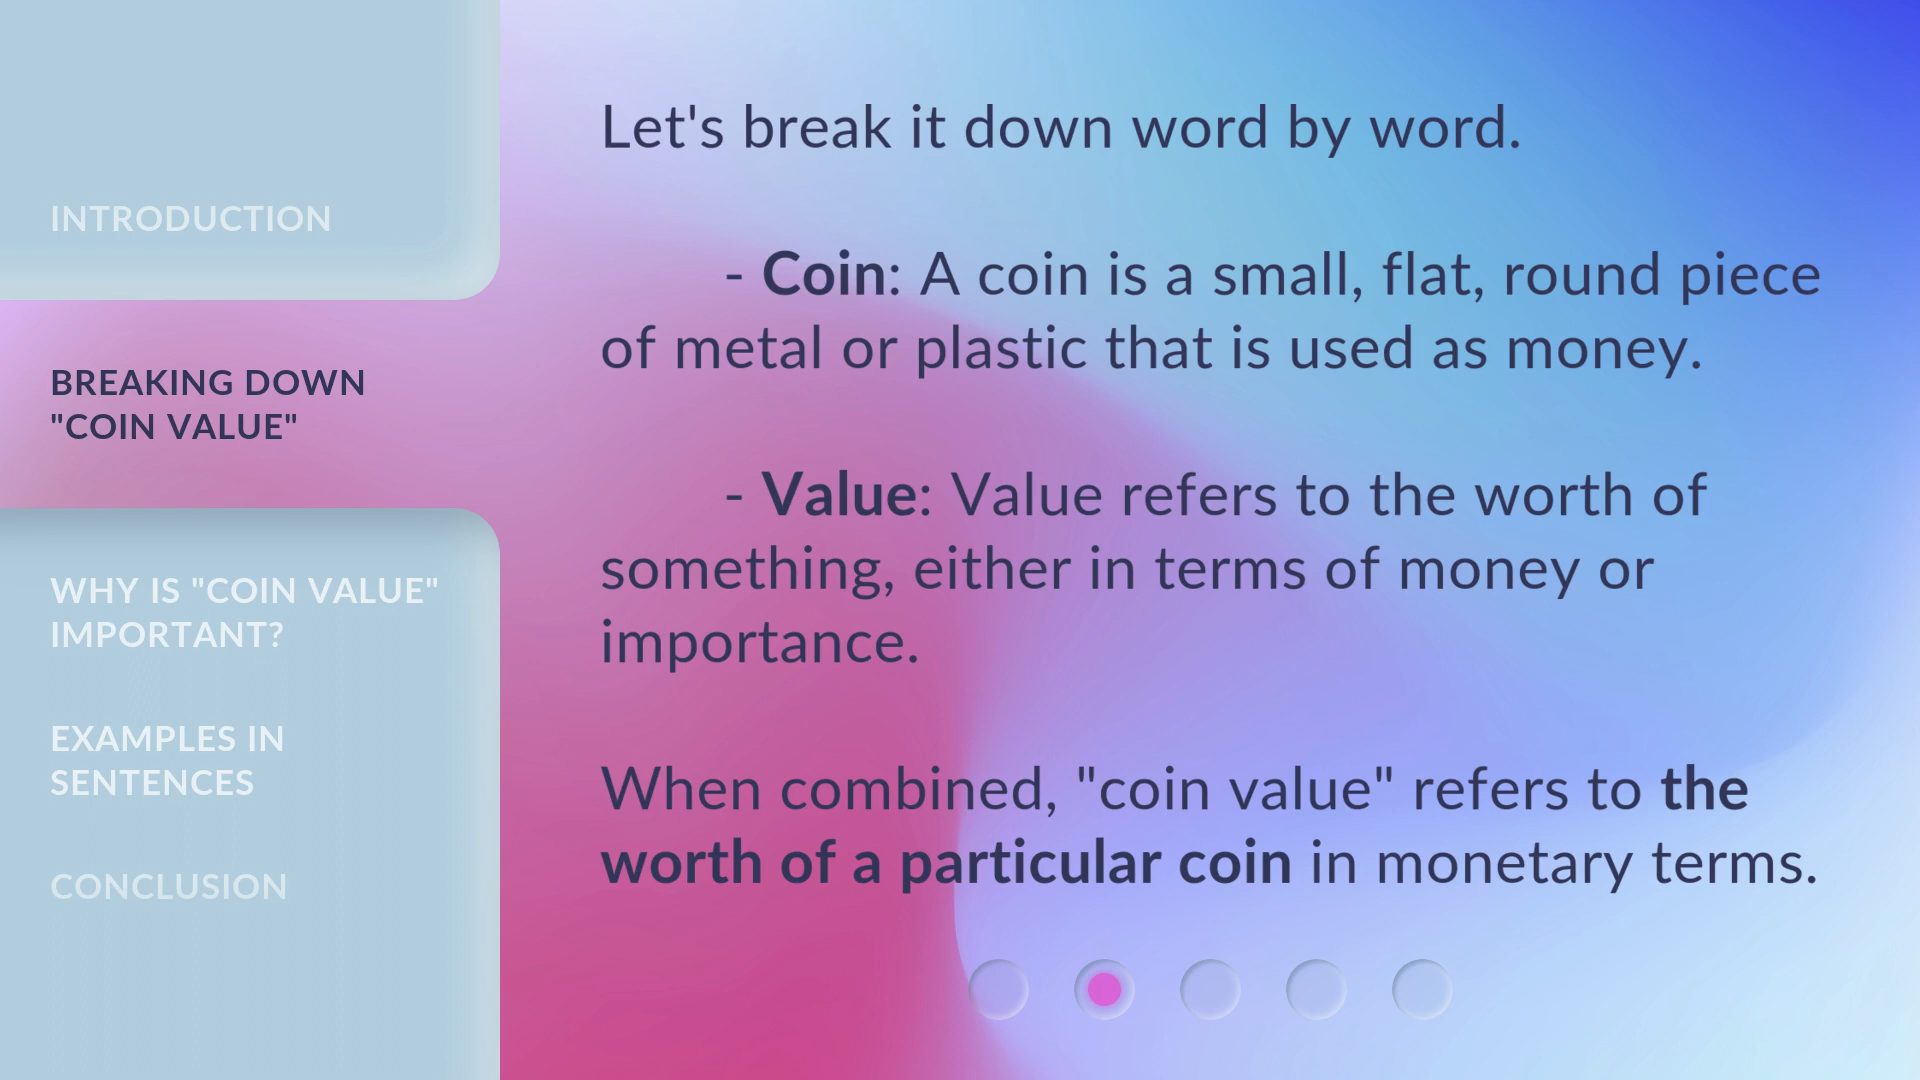 INTRODUCTION
BREAKING DOWN
"COIN VALUE"
WHY IS "COIN VALUE"
IMPORTANT?
EXAMPLES IN
SENTENCES
CONCLUSION
Let's break it down word by word.
- Coin: A coin is a small, flat, round piece
of metal or plastic that is used as money.
- Value: Value refers to the worth of
something, either in terms of money or
importance.
When combined, "coin value" refers to the
worth of a particular coin in monetary terms.